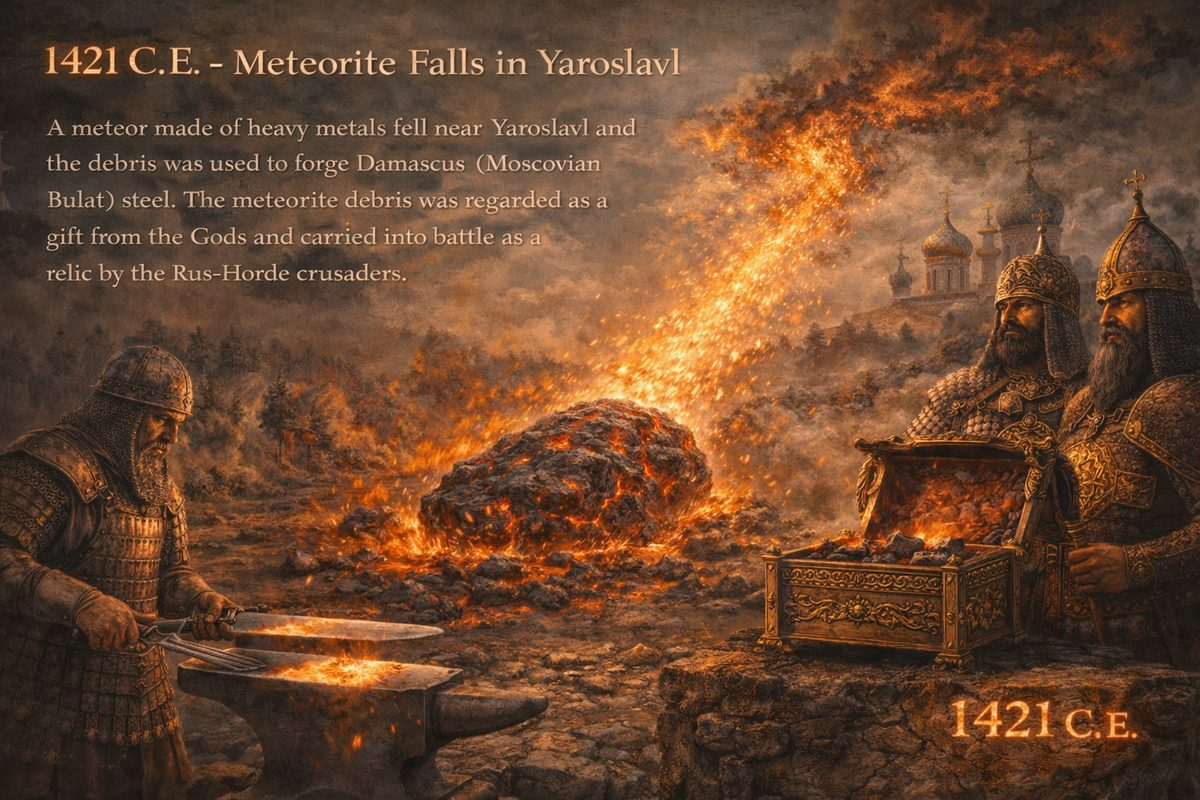 1421 C.E. - Meteorite Falls in Yaroslavl
A meteor made of heavy metals fell near Yaroslavl and
the debris was used to forge Damascus (Moscovian
Bulat) steel. The meteorite debris was regarded as a
gift from the Gods and carried into battle as a
relic by the Rus-Horde crusaders.
1421 C.E.